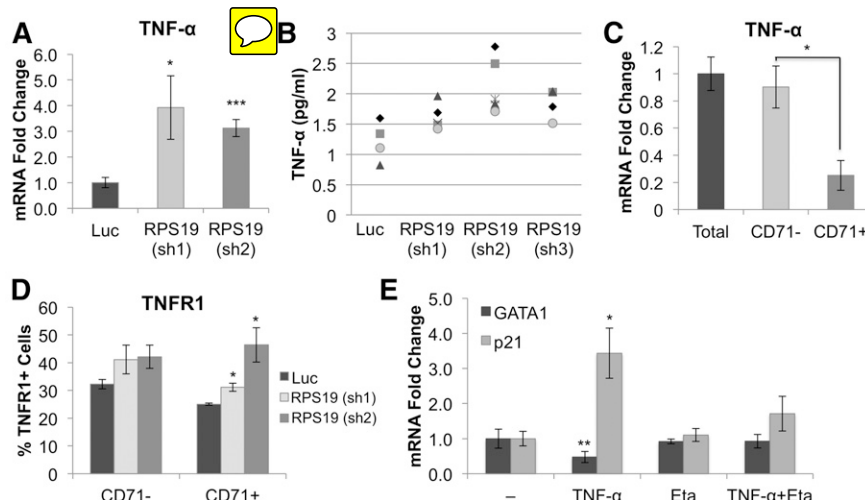 A
TNF-α
mRNA Fold Change
6.0
5.0
4.0
3.0
2.0
1.0
0.0
*
***
Luc
RPS19
(sh1)
RPS19
(sh2)
B
TNF-α (pg/ml)
3
2.5
2
1.5
1
0.5
0
Luc
RPS19
(sh1)
RPS19
(sh2)
RPS19
(sh3)
C
TNF-α
mRNA Fold Change
1.2
1
0.8
0.6
0.4
0.2
0
*
Total
CD71-
CD71+
D
TNFR1
% TNFR1+ Cells
60
50
40
30
20
10
0
*
*
Luc
RPS19 (sh1)
RPS19 (sh2)
CD71-
CD71+
E
mRNA Fold Change
5.0
4.0
3.0
2.0
1.0
0.0
GATA1
p21
**
*
–
TNF-α
Eta
TNF-α+Eta